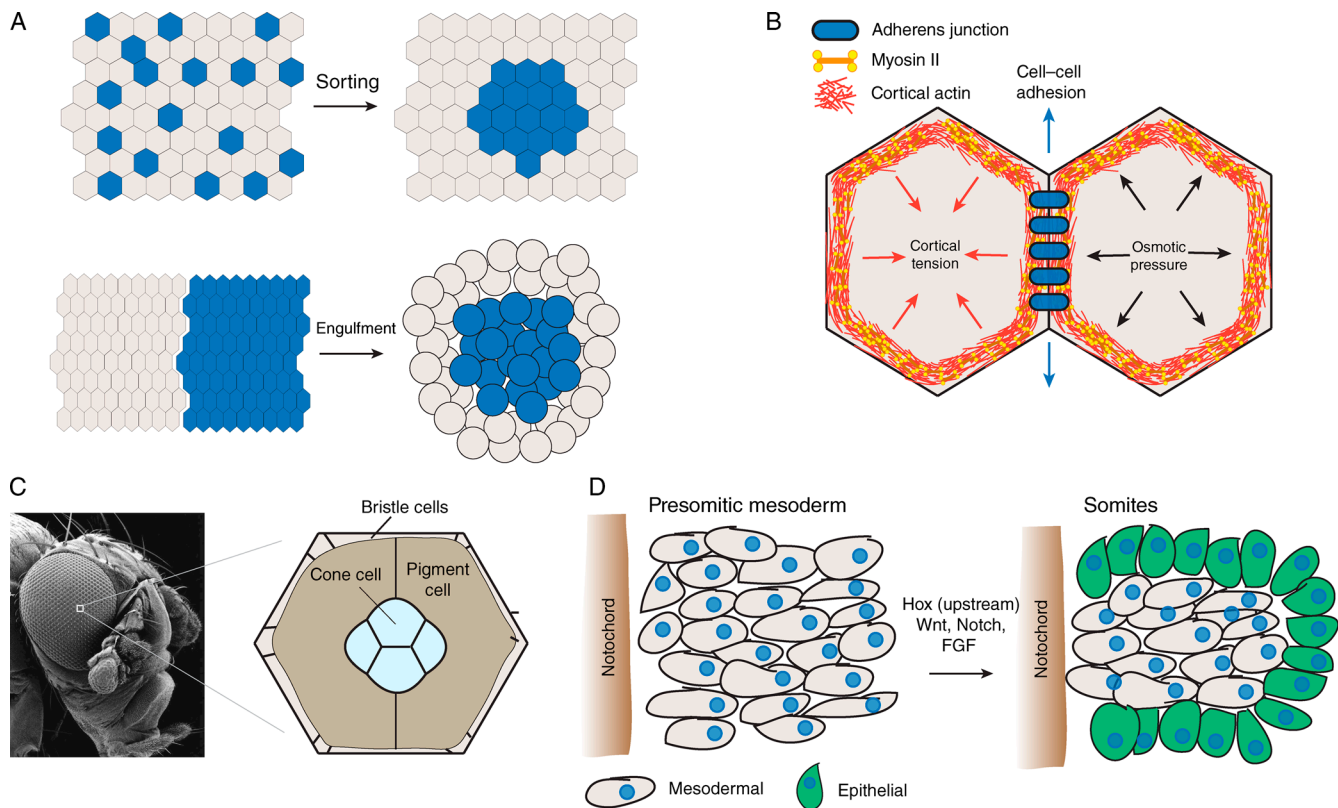 A
Sorting
Engulfment
B
Adherens junction
Myosin II
Cortical actin
Cell–cell
adhesion
Cortical
tension
Osmotic
pressure
C
Bristle cells
Cone cell
Pigment
cell
D
Presomitic mesoderm
Somites
Notochord
Hox (upstream)
Wnt, Notch,
FGF
Notochord
Mesodermal
Epithelial